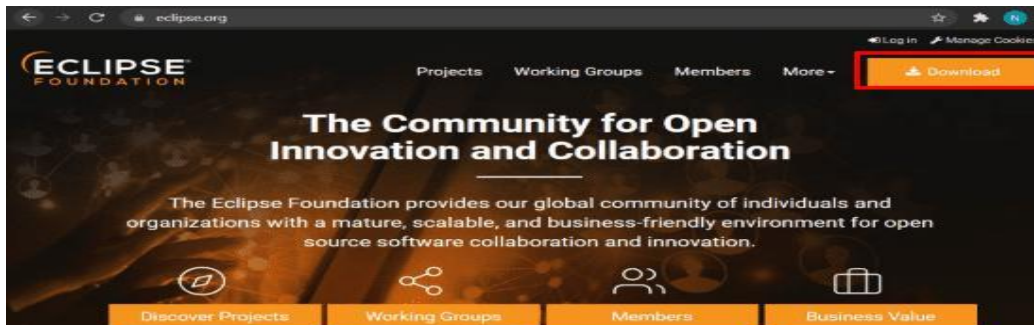 eclipse.org
Log in Manage Cookies
ECLIPSE
FOUNDATION
Projects Working Groups Members More Download
The Community for Open
Innovation and Collaboration
The Eclipse Foundation provides our global community of individuals and
organizations with a mature, scalable, and business-friendly environment for open
source software collaboration and innovation.
Discover Projects Working Groups Members Business Value